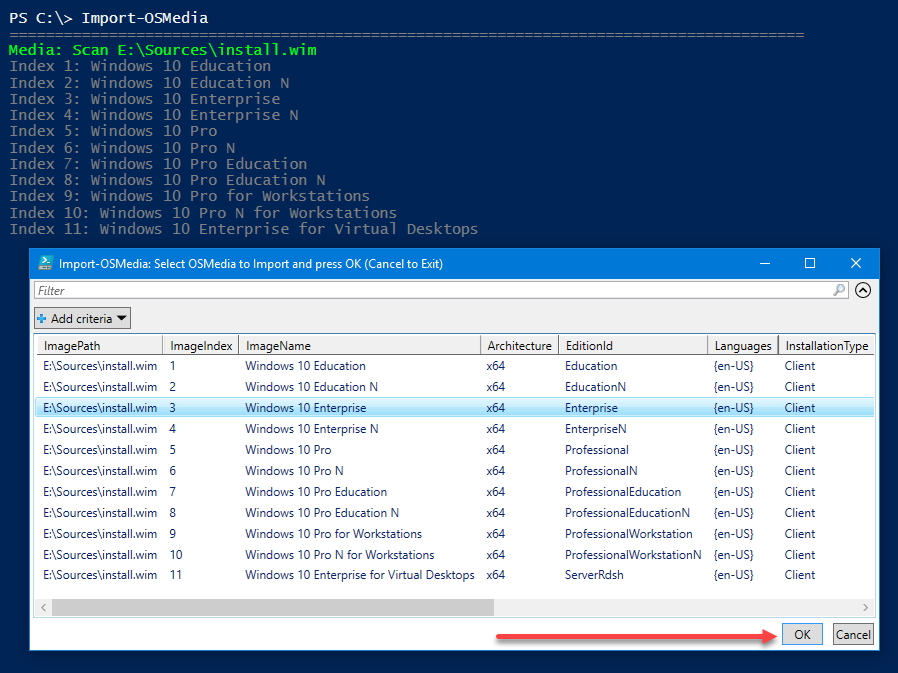 PS C:\> Import-OSMedia
========================================================================================
Media: Scan E:\Sources\install.wim
Index 1: Windows 10 Education
Index 2: Windows 10 Education N
Index 3: Windows 10 Enterprise
Index 4: Windows 10 Enterprise N
Index 5: Windows 10 Pro
Index 6: Windows 10 Pro N
Index 7: Windows 10 Pro Education
Index 8: Windows 10 Pro Education N
Index 9: Windows 10 Pro for Workstations
Index 10: Windows 10 Pro N for Workstations
Index 11: Windows 10 Enterprise for Virtual Desktops
Import-OSMedia: Select OSMedia to Import and press OK (Cancel to Exit)
Filter
Add criteria
ImagePath ImageIndex ImageName Architecture EditionId Languages InstallationType
E:\Sources\install.wim 1 Windows 10 Education x64 Education {en-US} Client
E:\Sources\install.wim 2 Windows 10 Education N x64 EducationN {en-US} Client
E:\Sources\install.wim 3 Windows 10 Enterprise x64 Enterprise {en-US} Client
E:\Sources\install.wim 4 Windows 10 Enterprise N x64 EnterpriseN {en-US} Client
E:\Sources\install.wim 5 Windows 10 Pro x64 Professional {en-US} Client
E:\Sources\install.wim 6 Windows 10 Pro N x64 ProfessionalN {en-US} Client
E:\Sources\install.wim 7 Windows 10 Pro Education x64 ProfessionalEducation {en-US} Client
E:\Sources\install.wim 8 Windows 10 Pro Education N x64 ProfessionalEducationN {en-US} Client
E:\Sources\install.wim 9 Windows 10 Pro for Workstations x64 ProfessionalWorkstation {en-US} Client
E:\Sources\install.wim 10 Windows 10 Pro N for Workstations x64 ProfessionalWorkstationN {en-US} Client
E:\Sources\install.wim 11 Windows 10 Enterprise for Virtual Desktops x64 ServerRdsh {en-US} Client
OK Cancel